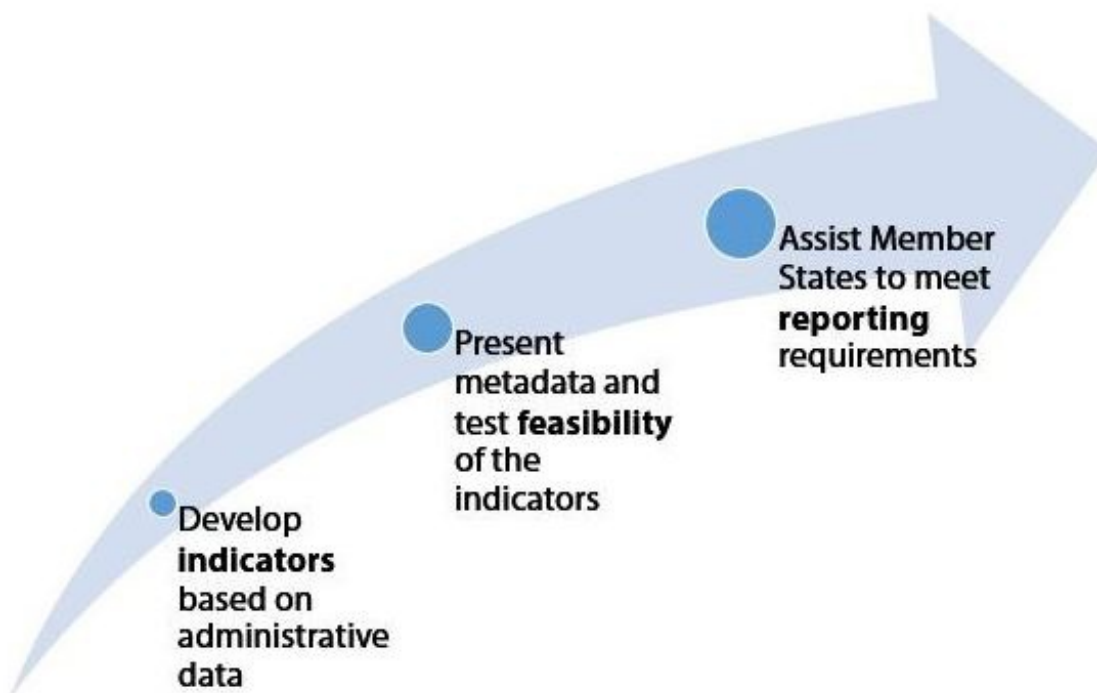 Develop
indicators
based on
administrative
data
Present
metadata and
test feasibility
of the
indicators
Assist Member
States to meet
reporting
requirements